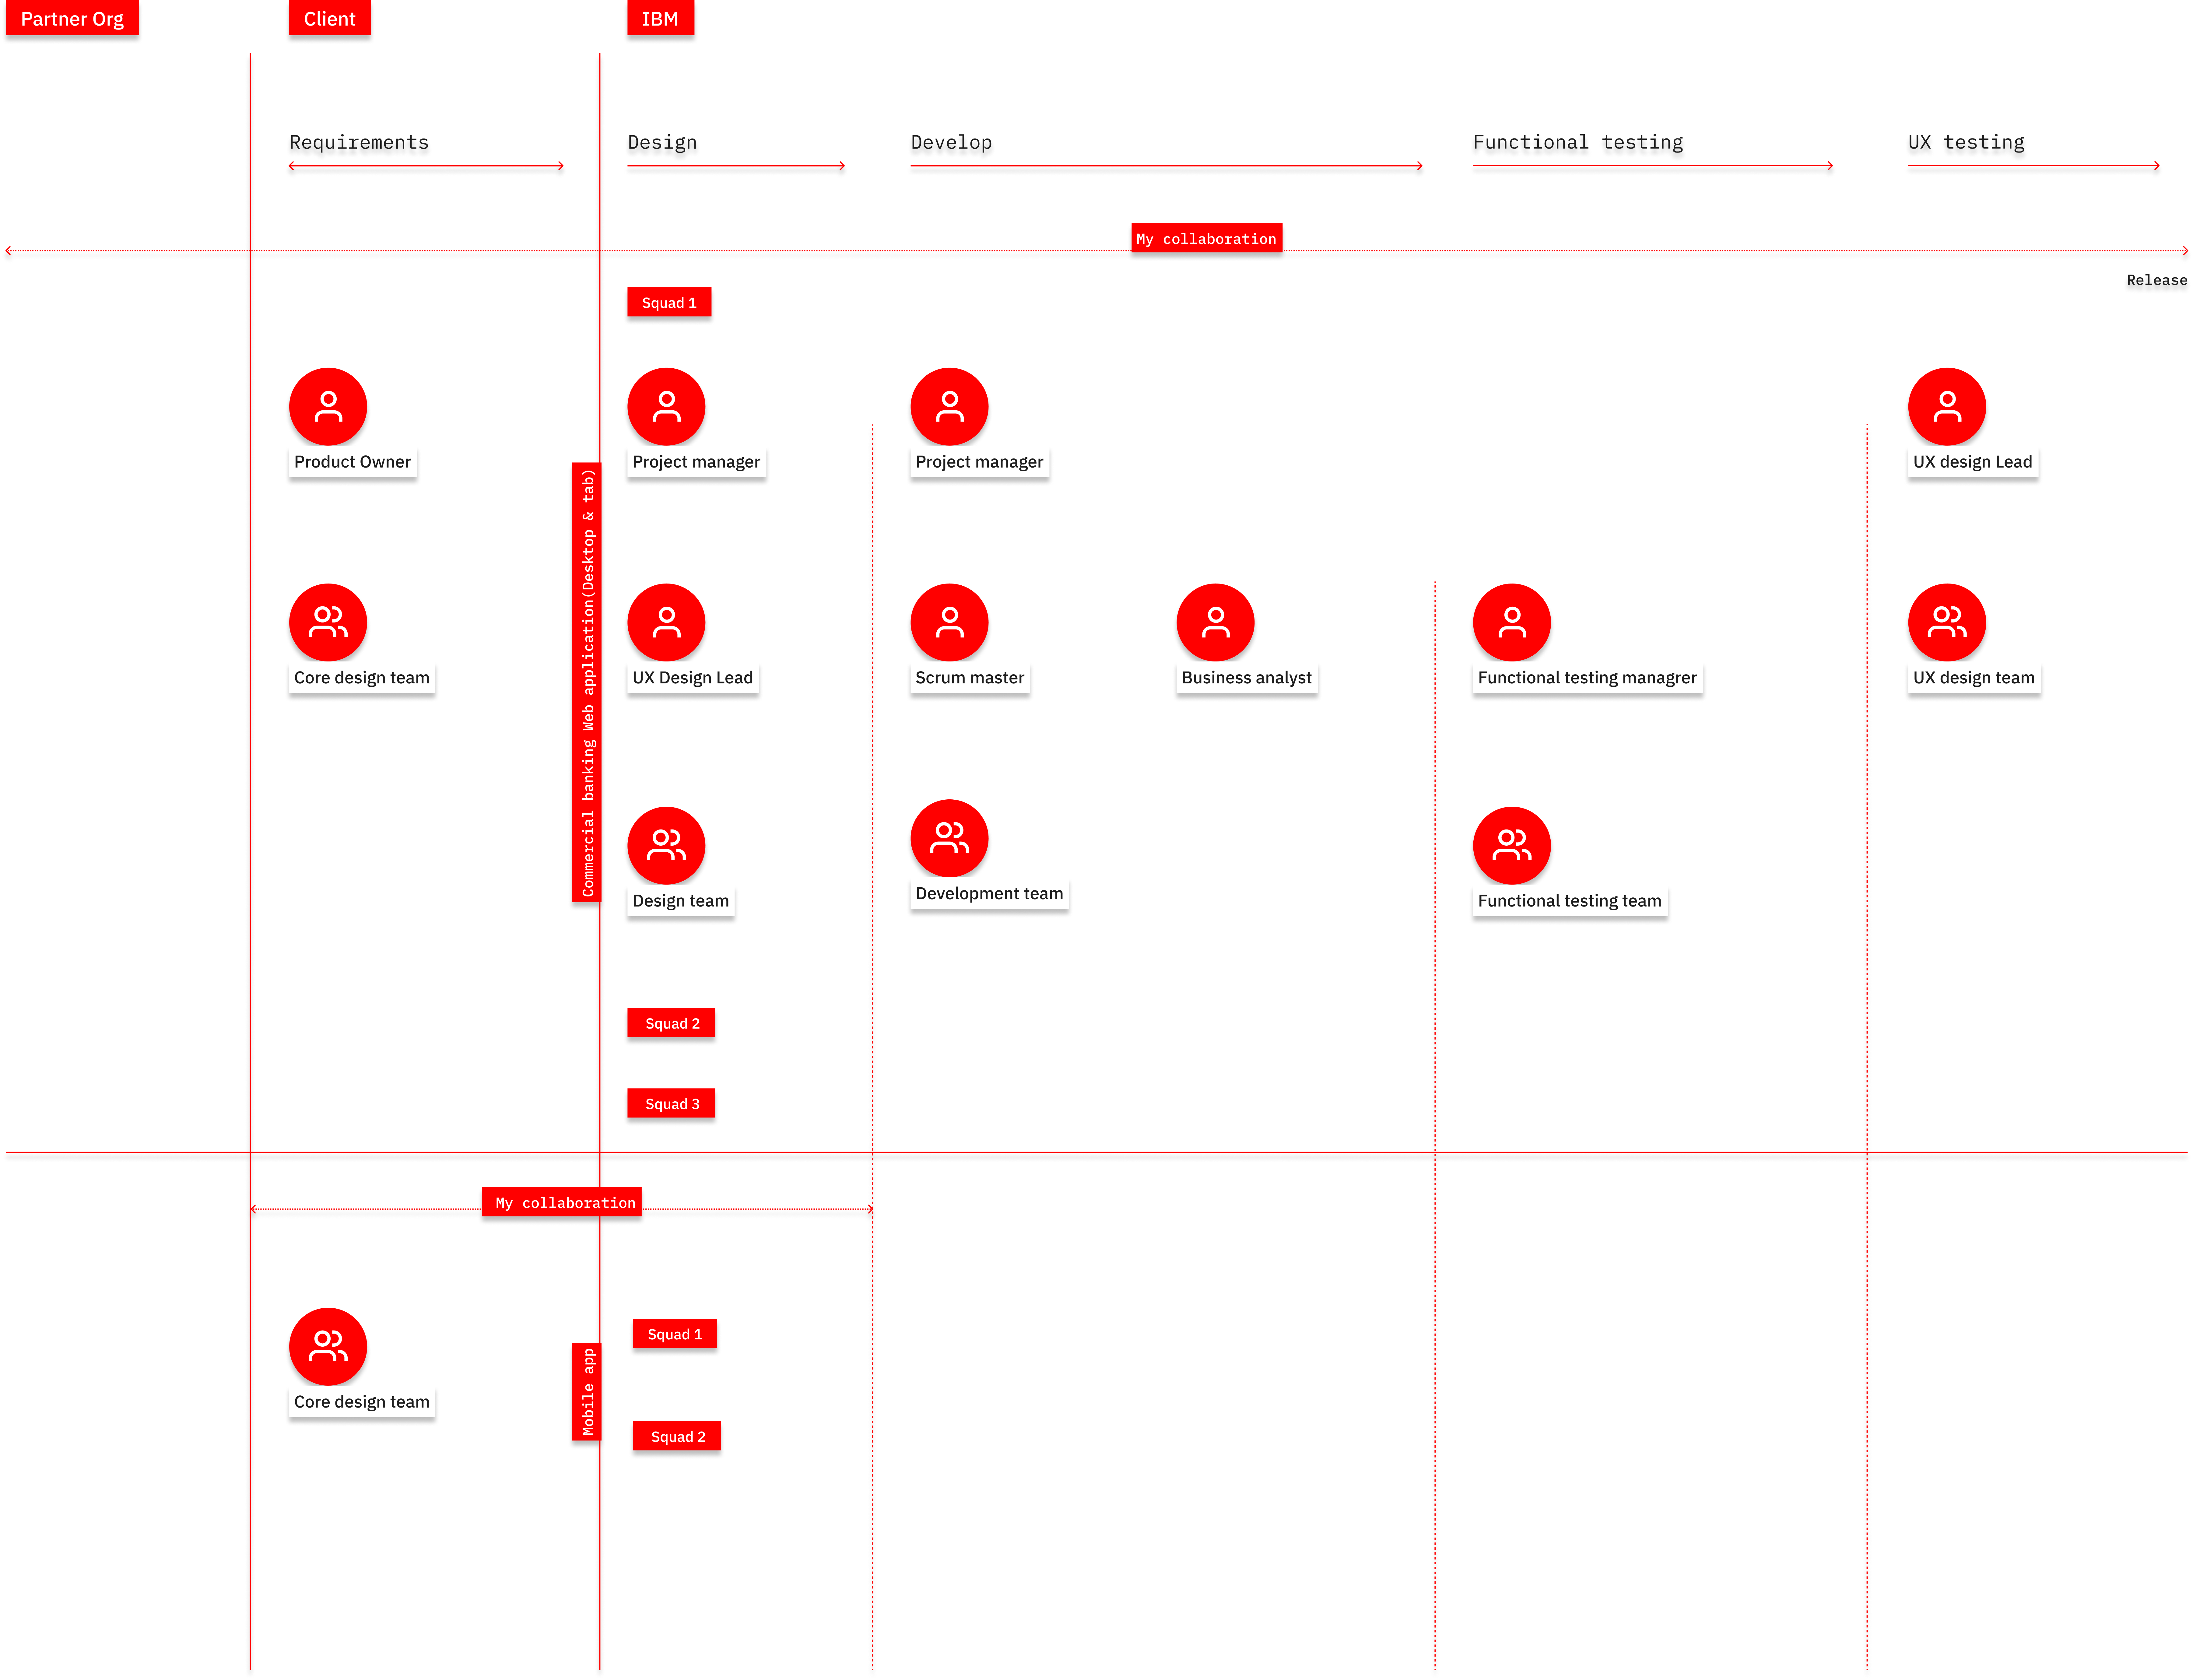 Partner Org
Client
IBM
Requirements
Design
Develop
Functional testing
UX testing
My collaboration
Release
Squad 1
Product Owner
Project manager
Project manager
UX design Lead
Commercial banking Web application(Desktop & tab)
Core design team
UX Design Lead
Scrum master
Business analyst
Functional testing managrer
UX design team
Design team
Development team
Functional testing team
Squad 2
Squad 3
My collaboration
Core design team
Mobile app
Squad 1
Squad 2